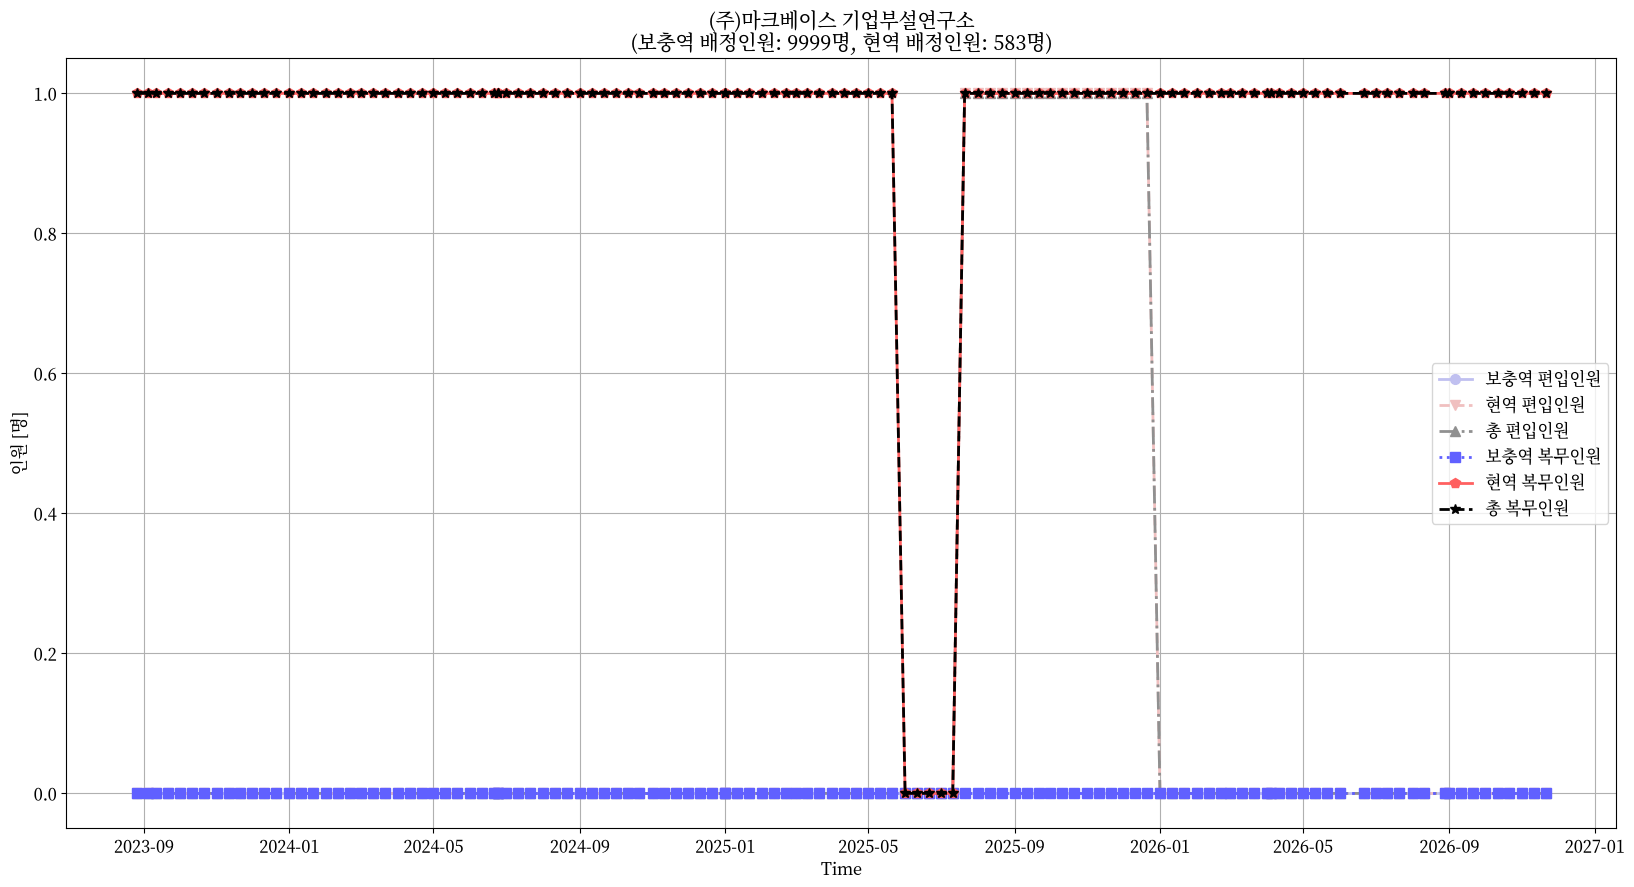 (주)마크베이스 기업부설연구소
(보충역 배정인원: 9999명, 현역 배정인원: 583명)
인원 [명]
1.0
0.8
0.6
0.4
0.2
0.0
보충역 편입인원
현역 편입인원
총 편입인원
보충역 복무인원
현역 복무인원
총 복무인원
2023-09 2024-01 2024-05 2024-09 2025-01 2025-05 2025-09 2026-01 2026-05 2026-09 2027-01
Time